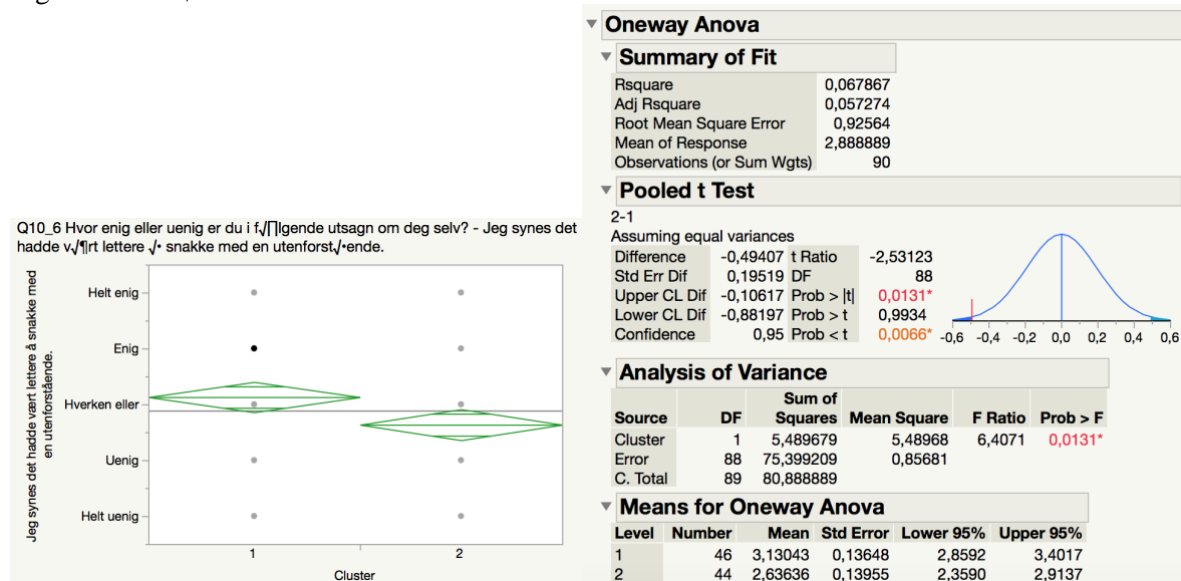 Q10_6 Hvor enig eller uenig er du i f√∏lgende utsagn om deg selv? - Jeg synes det
hadde v√¶rt lettere √• snakke med en utenforst√•ende.
Jeg synes det hadde vært lettere å snakke med
en utenforstående.
Helt enig
Enig
Hverken eller
Uenig
Helt uenig
1 2
Cluster
Oneway Anova
Summary of Fit
Rsquare 0,067867
Adj Rsquare 0,057274
Root Mean Square Error 0,92564
Mean of Response 2,888889
Observations (or Sum Wgts) 90
Pooled t Test
2-1
Assuming equal variances
Difference -0,49407 t Ratio -2,53123
Std Err Dif 0,19519 DF 88
Upper CL Dif -0,10617 Prob > |t| 0,0131*
Lower CL Dif -0,88197 Prob > t 0,9934
Confidence 0,95 Prob < t 0,0066*
-0,6 -0,4 -0,2 0,0 0,2 0,4 0,6
Analysis of Variance
Source DF Sum of Squares Mean Square F Ratio Prob > F
Cluster 1 5,489679 5,48968 6,4071 0,0131*
Error 88 75,399209 0,85681
C. Total 89 80,888889
Means for Oneway Anova
Level Number Mean Std Error Lower 95% Upper 95%
1 46 3,13043 0,13648 2,8592 3,4017
2 44 2,63636 0,13955 2,3590 2,9137